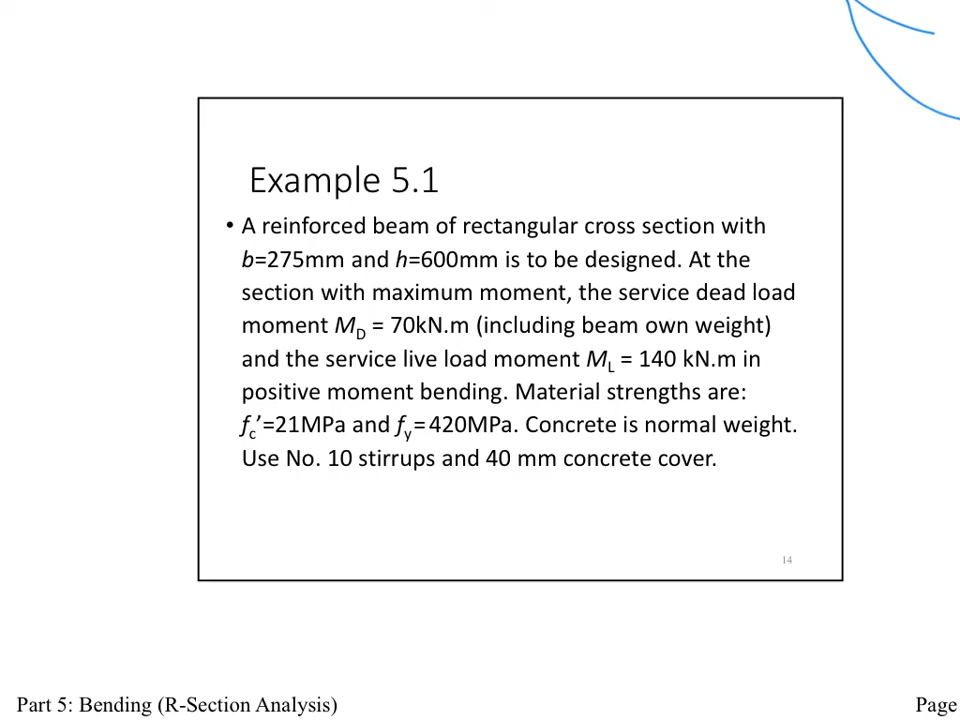 Example 5.1
• A reinforced beam of rectangular cross section with
b=275mm and h=600mm is to be designed. At the
section with maximum moment, the service dead load
moment MD = 70kN.m (including beam own weight)
and the service live load moment ML = 140 kN.m in
positive moment bending. Material strengths are:
fc’=21MPa and fy=420MPa. Concrete is normal weight.
Use No. 10 stirrups and 40 mm concrete cover.
14
Part 5: Bending (R-Section Analysis)
Page